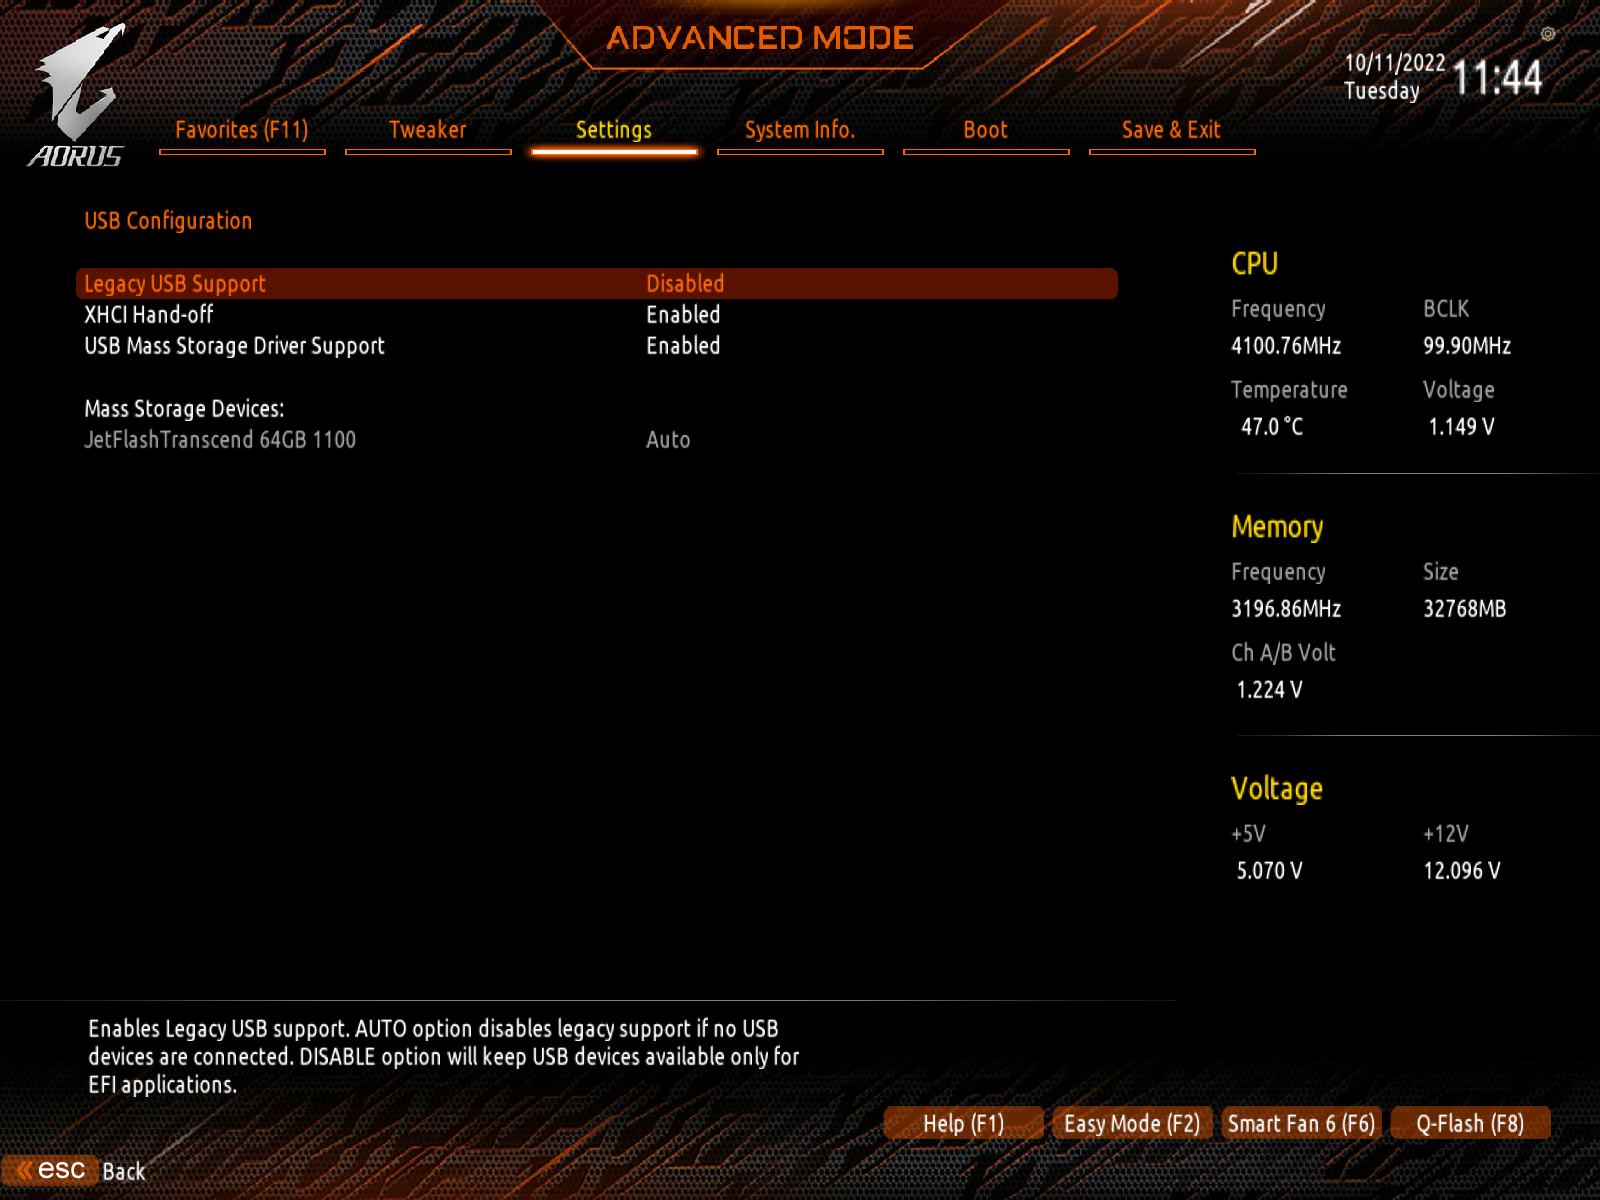 ADVANCED MODE
AORUS
10/11/2022
Tuesday
11:44
Favorites (F11)
Tweaker
Settings
System Info.
Boot
Save & Exit
USB Configuration
Legacy USB Support Disabled
XHCI Hand-off Enabled
USB Mass Storage Driver Support Enabled
Mass Storage Devices:
JetFlashTranscend 64GB 1100 Auto
CPU
Frequency BCLK
4100.76MHz 99.90MHz
Temperature Voltage
47.0 °C 1.149 V
Memory
Frequency Size
3196.86MHz 32768MB
Ch A/B Volt
1.224 V
Voltage
+5V +12V
5.070 V 12.096 V
Enables Legacy USB support. AUTO option disables legacy support if no USB
devices are connected. DISABLE option will keep USB devices available only for
EFI applications.
Help (F1)
Easy Mode (F2)
Smart Fan 6 (F6)
Q-Flash (F8)
esc Back